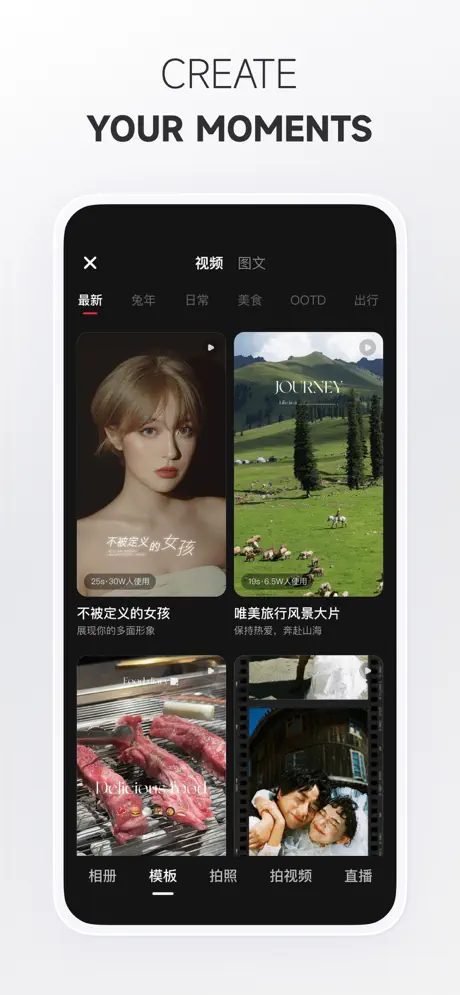 CREATE
YOUR MOMENTS
视频 图文
最新 兔年 日常 美食 OOTD 出行
JOURNEY
不被定义的女孩
25s·30W人使用
19s·6.5W人使用
不被定义的女孩
唯美旅行风景大片
展现你的多面形象
保持热爱,奔赴山海
Food diary
Delicious Food
相册 模板 拍照 拍视频 直播